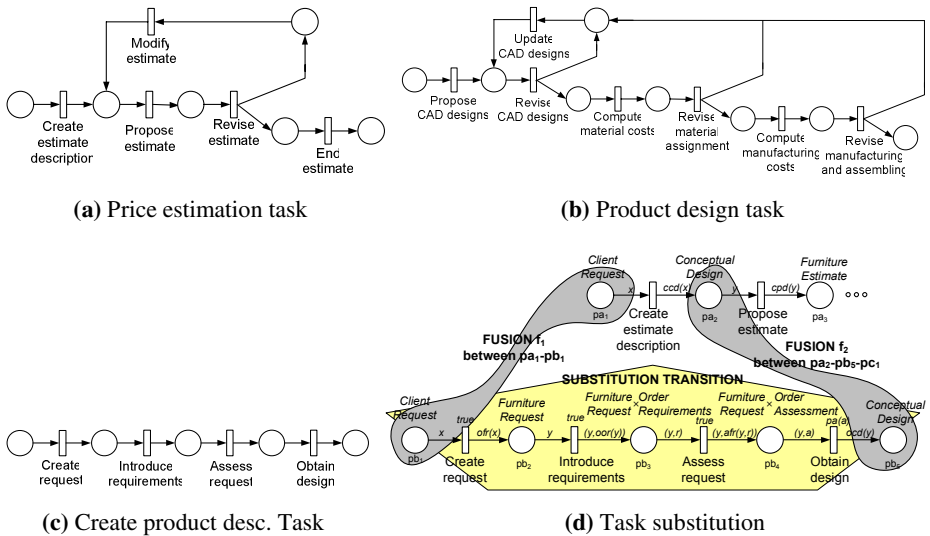 Modify
estimate
Create
estimate
description
Propose
estimate
Revise
estimate
End
estimate
(a) Price estimation task
Update
CAD designs
Propose
CAD designs
Revise
CAD designs
Compute
material costs
Revise
material
assignment
Compute
manufacturing
costs
Revise
manufacturing
and assembling
(b) Product design task
Create
request
Introduce
requirements
Assess
request
Obtain
design
(c) Create product desc. Task
Client
Request
Conceptual
Design
Furniture
Estimate
x
ccd(x)
y
cpd(y)
pa1
pa2
pa3
Create
estimate
description
Propose
estimate
FUSION f1
between pa1-pb1
FUSION f2
between pa2-pb5-pc1
SUBSTITUTION TRANSITION
Client
Request
Furniture
Request
Furniture × Order
Request Requirements
Furniture × Order
Request Assessment
Conceptual
Design
true
true
true
pa(a)
x
ofr(x)
y
(y,oor(y))
(y,r)
(y,afr(y,r))
(y,a)
ocd(y)
pb1
pb2
pb3
pb4
pb5
Create
request
Introduce
requirements
Assess
request
Obtain
design
(d) Task substitution